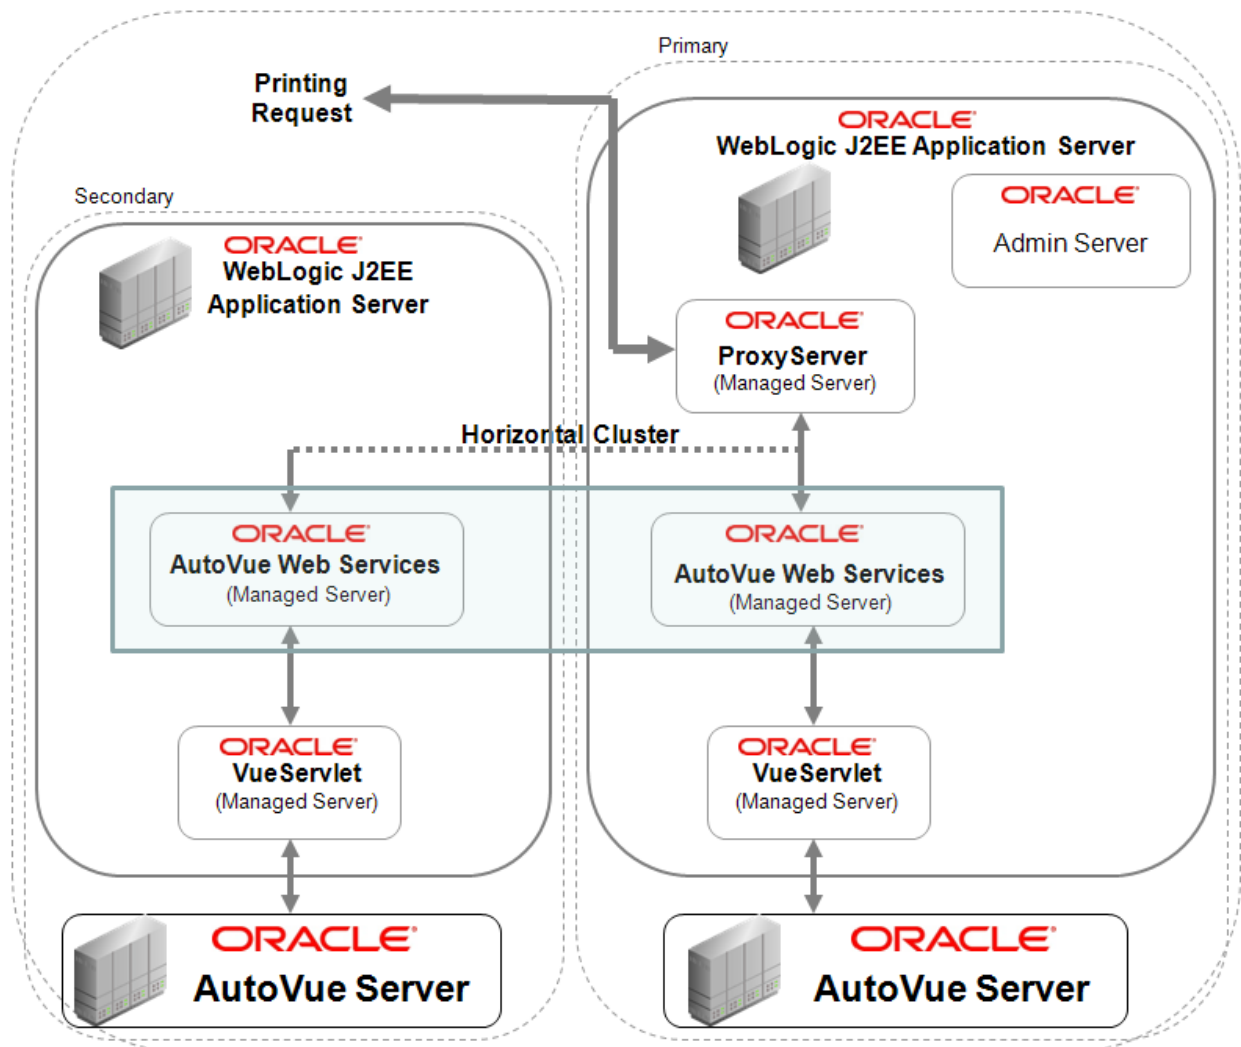 Primary
Printing
Request
ORACLE
WebLogic J2EE Application Server
ORACLE
Admin Server
Secondary
ORACLE
WebLogic J2EE
Application Server
ORACLE
ProxyServer
(Managed Server)
Horizontal Cluster
ORACLE
AutoVue Web Services
(Managed Server)
ORACLE
AutoVue Web Services
(Managed Server)
ORACLE
VueServlet
(Managed Server)
ORACLE
VueServlet
(Managed Server)
ORACLE
AutoVue Server
ORACLE
AutoVue Server